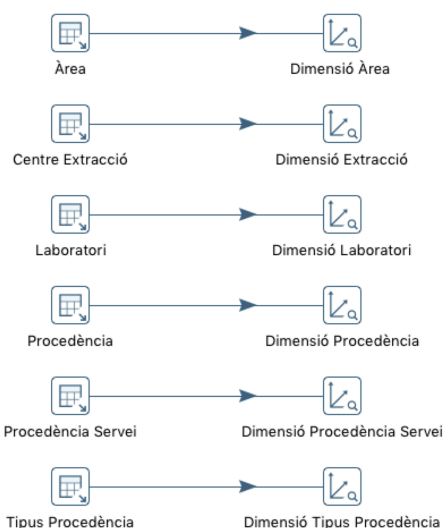 Àrea
Dimensió Àrea
Centre Extracció
Dimensió Extracció
Laboratori
Dimensió Laboratori
Procedència
Dimensió Procedència
Procedència Servei
Dimensió Procedència Servei
Tipus Procedència
Dimensió Tipus Procedència